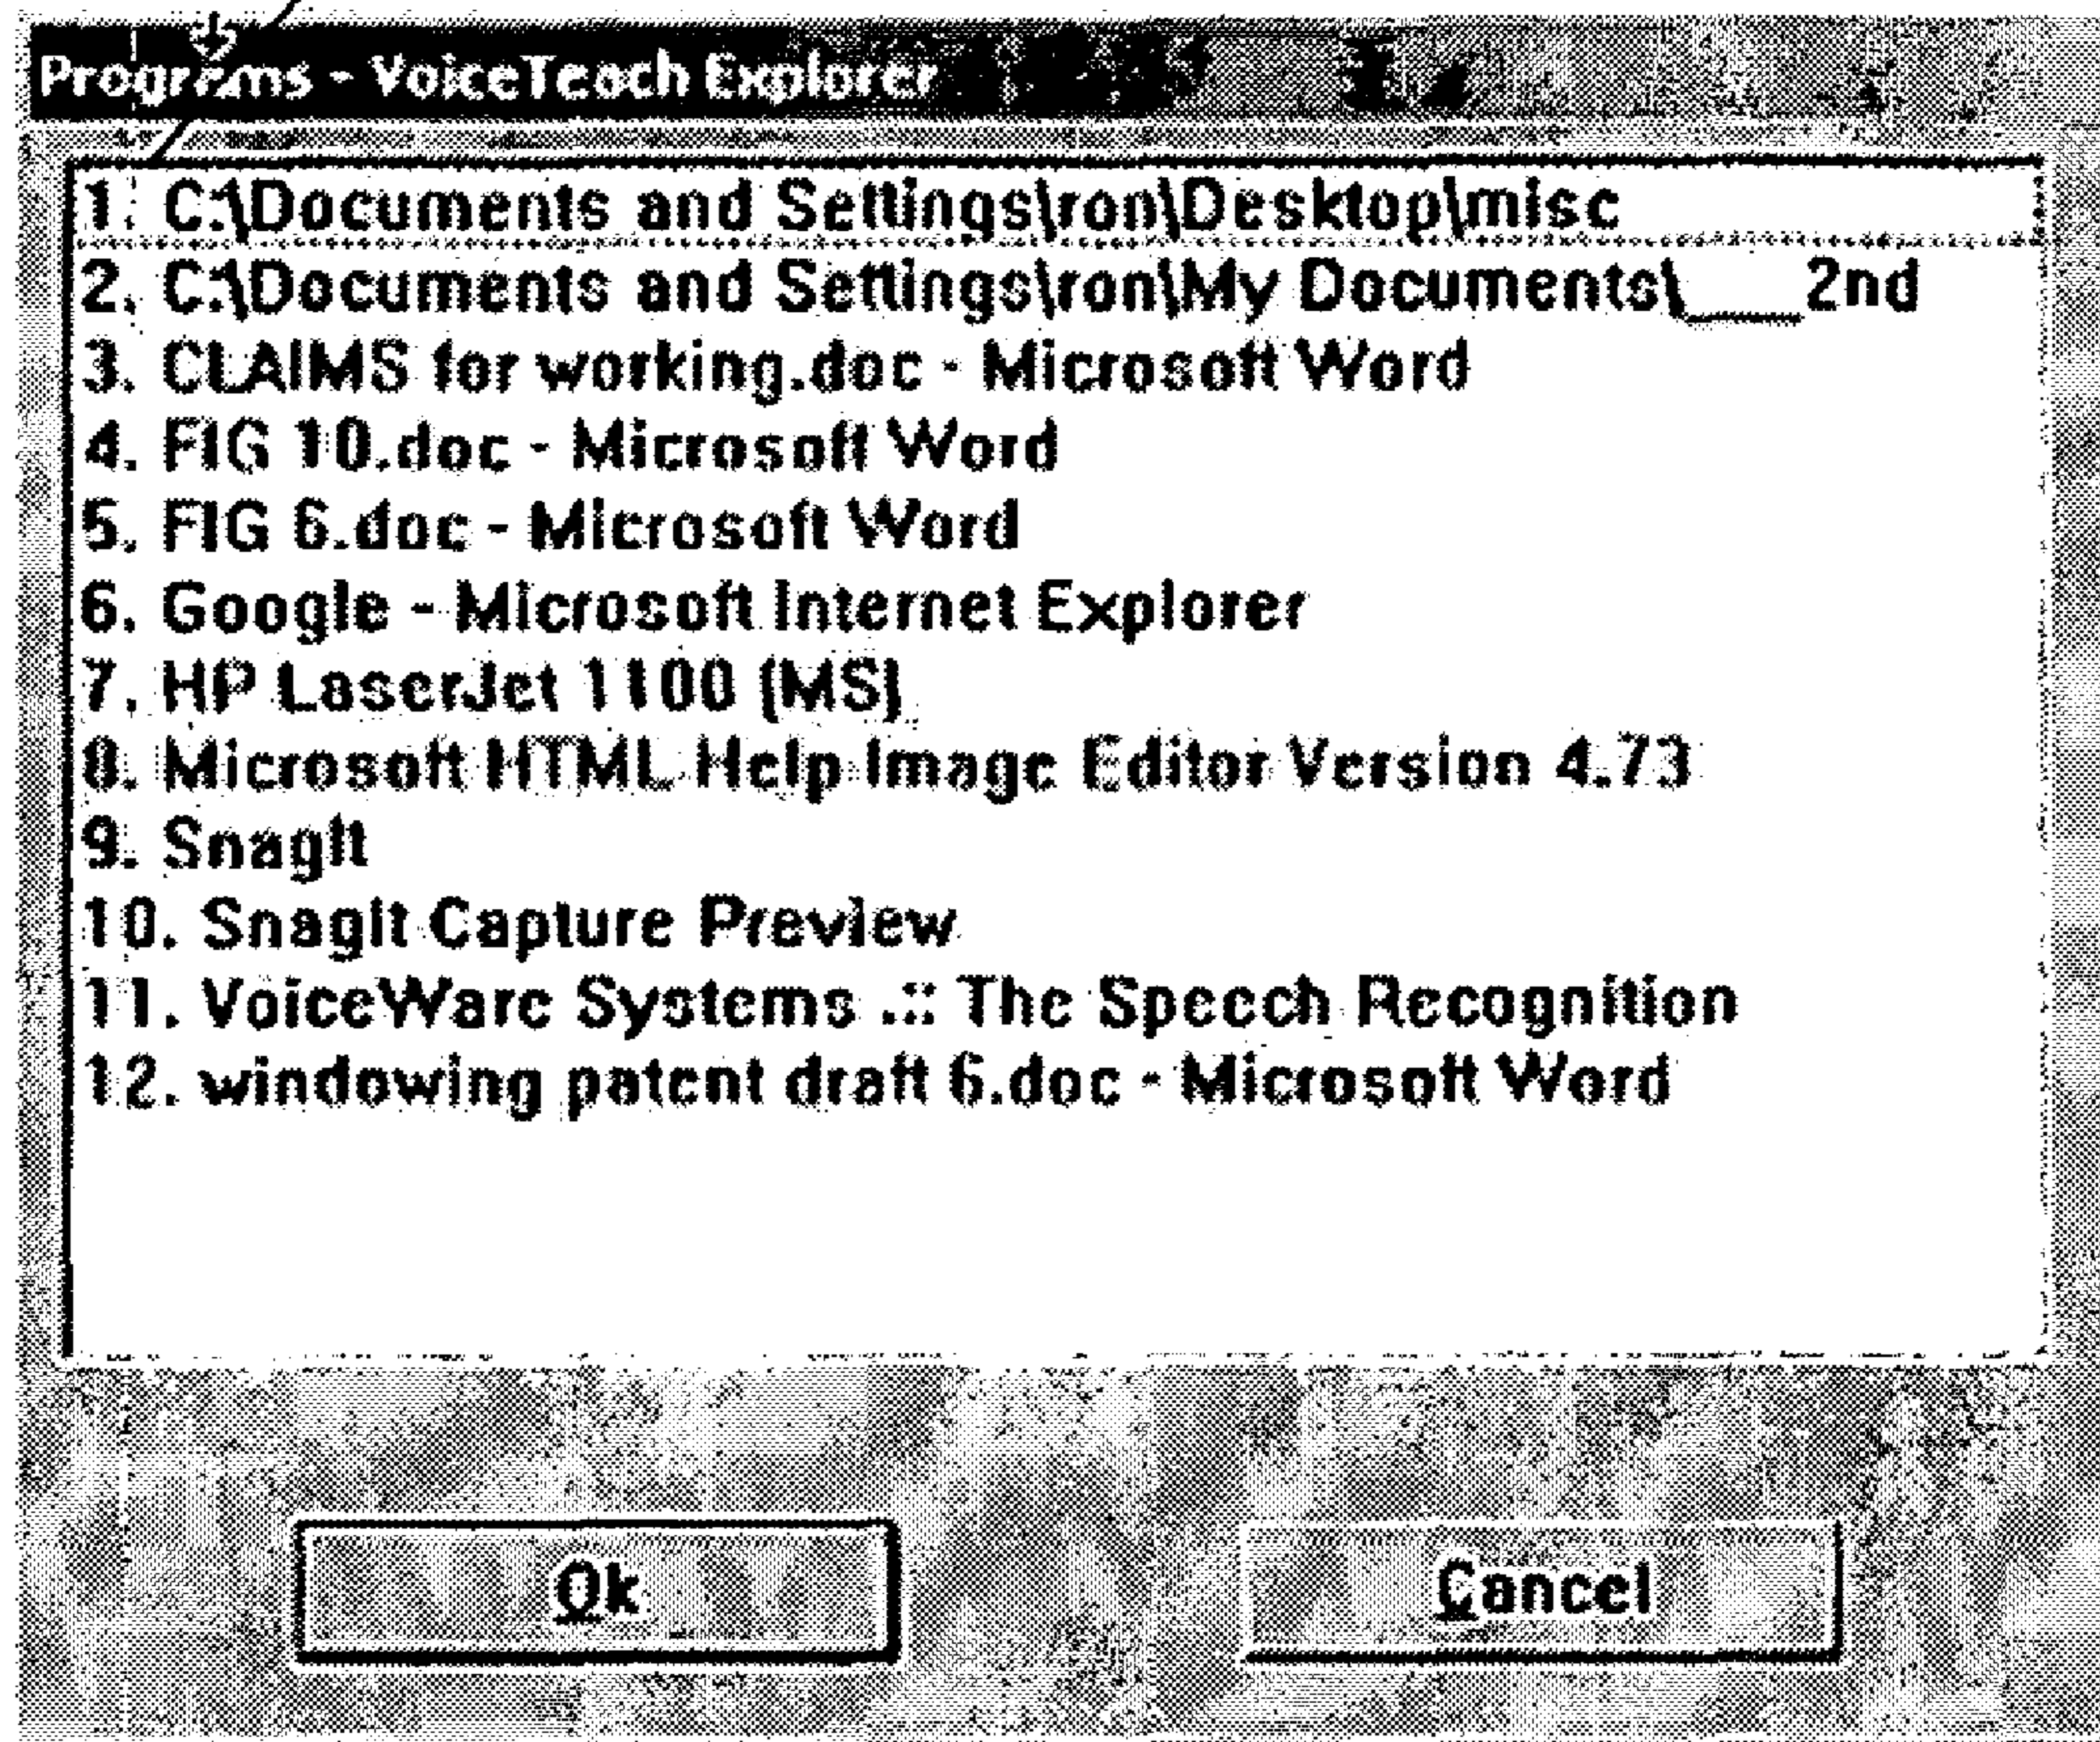 Programs - VoiceTeach Explorer
1. C:\Documents and Settings\ron\Desktop\misc
2. C:\Documents and Settings\ron\My Documents\___2nd
3. CLAIMS for working.doc - Microsoft Word
4. FIG 10.doc - Microsoft Word
5. FIG 6.doc - Microsoft Word
6. Google - Microsoft Internet Explorer
7. HP LaserJet 1100 (MS)
8. Microsoft HTML Help Image Editor Version 4.73
9. SnagIt
10. SnagIt Capture Preview
11. VoiceWare Systems .:: The Speech Recognition
12. windowing patent draft 6.doc - Microsoft Word
Ok
Cancel